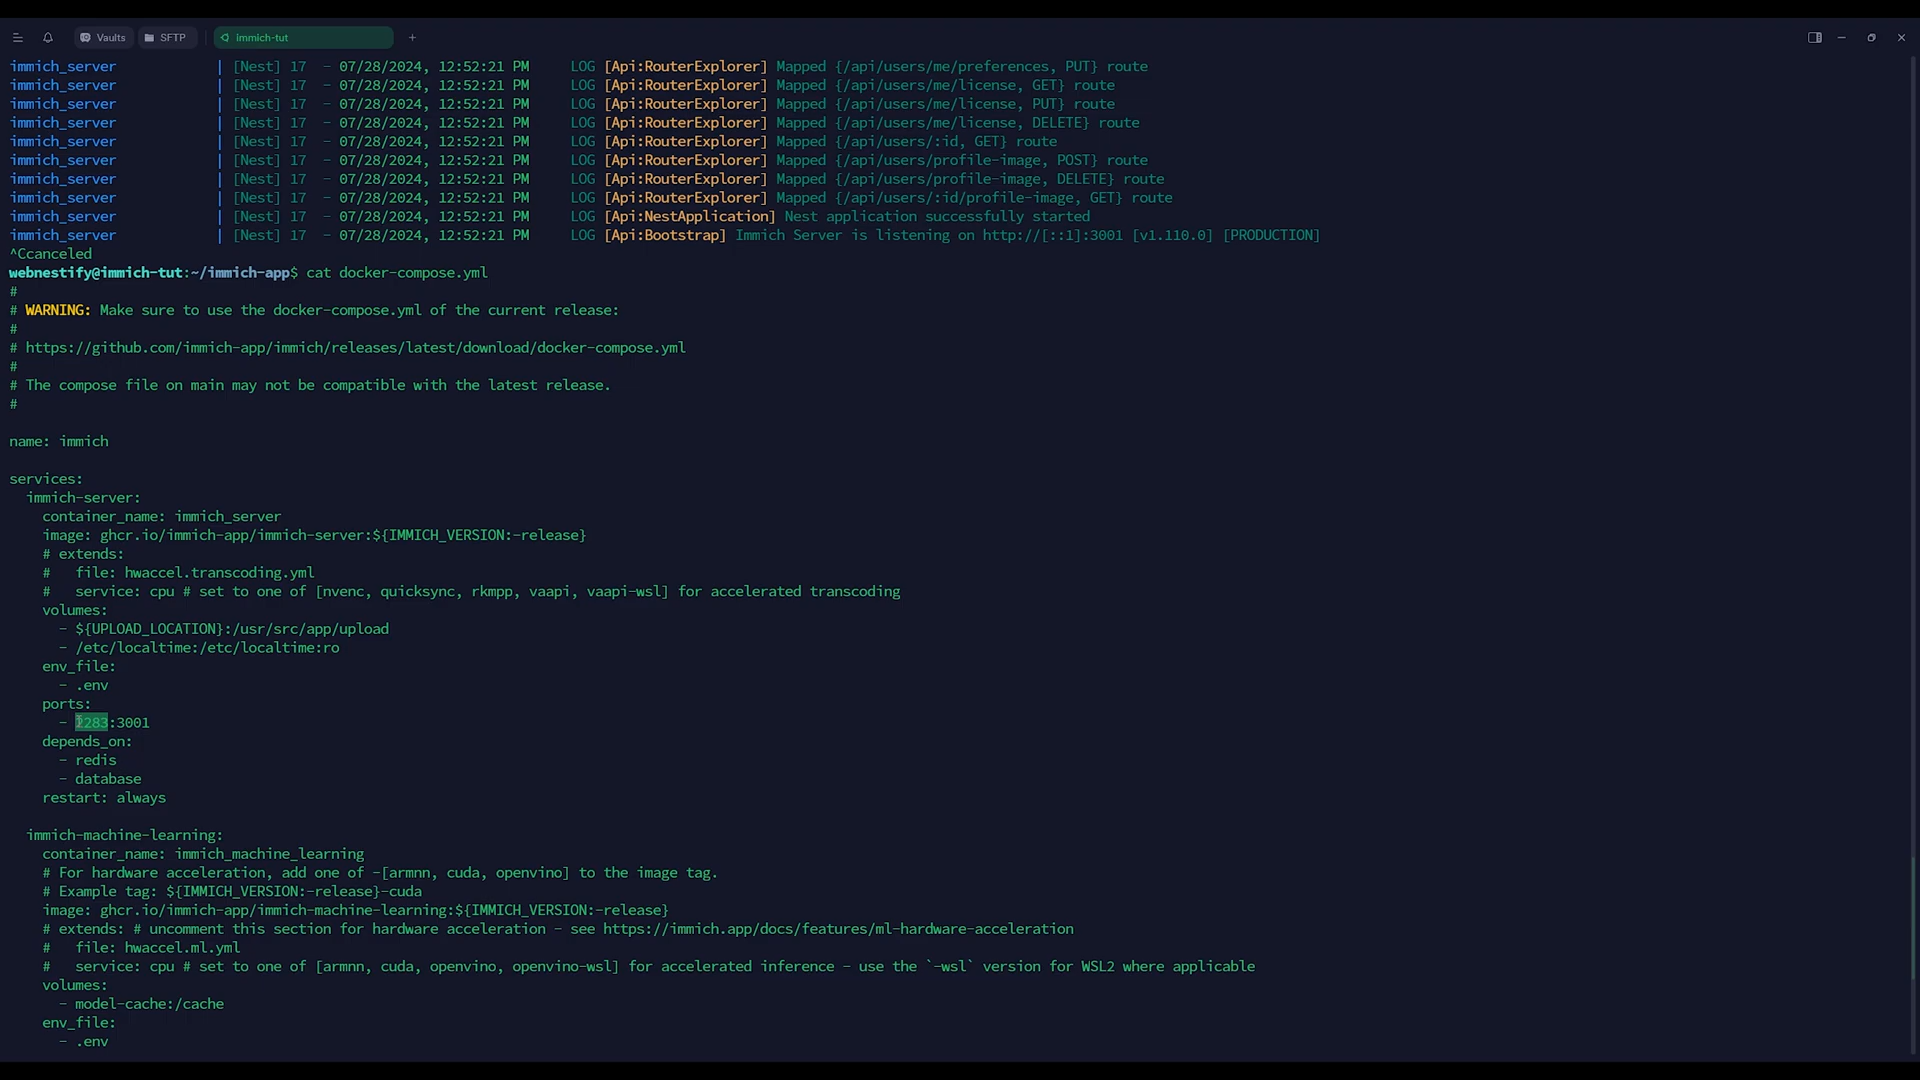 Vaults SFTP Immich-tut
immich_server | [Nest] 17 - 07/28/2024, 12:52:21 PM LOG [Api:RouterExplorer] Mapped {/api/users/me/preferences, PUT} route
immich_server | [Nest] 17 - 07/28/2024, 12:52:21 PM LOG [Api:RouterExplorer] Mapped {/api/users/me/license, GET} route
immich_server | [Nest] 17 - 07/28/2024, 12:52:21 PM LOG [Api:RouterExplorer] Mapped {/api/users/me/license, PUT} route
immich_server | [Nest] 17 - 07/28/2024, 12:52:21 PM LOG [Api:RouterExplorer] Mapped {/api/users/me/license, DELETE} route
immich_server | [Nest] 17 - 07/28/2024, 12:52:21 PM LOG [Api:RouterExplorer] Mapped {/api/users/:id, GET} route
immich_server | [Nest] 17 - 07/28/2024, 12:52:21 PM LOG [Api:RouterExplorer] Mapped {/api/users/profile-image, POST} route
immich_server | [Nest] 17 - 07/28/2024, 12:52:21 PM LOG [Api:RouterExplorer] Mapped {/api/users/profile-image, DELETE} route
immich_server | [Nest] 17 - 07/28/2024, 12:52:21 PM LOG [Api:RouterExplorer] Mapped {/api/users/:id/profile-image, GET} route
immich_server | [Nest] 17 - 07/28/2024, 12:52:21 PM LOG [Api:NestApplication] Nest application successfully started
immich_server | [Nest] 17 - 07/28/2024, 12:52:21 PM LOG [Api:Bootstrap] Immich Server is listening on http://[::1]:3001 [v1.110.0] [PRODUCTION]
^Ccanceled
webnestify@immich-tut:~/immich-app$ cat docker-compose.yml
#
# WARNING: Make sure to use the docker-compose.yml of the current release:
#
# https://github.com/immich-app/immich/releases/latest/download/docker-compose.yml
#
# The compose file on main may not be compatible with the latest release.
#
name: immich
services:
immich-server:
container_name: immich_server
image: ghcr.io/immich-app/immich-server:${IMMICH_VERSION:-release}
# extends:
# file: hwaccel.transcoding.yml
# service: cpu # set to one of [nvenc, quicksync, rkmpp, vaapi, vaapi-wsl] for accelerated transcoding
volumes:
- ${UPLOAD_LOCATION}:/usr/src/app/upload
- /etc/localtime:/etc/localtime:ro
env_file:
- .env
ports:
- 2283:3001
depends_on:
- redis
- database
restart: always
immich-machine-learning:
container_name: immich_machine_learning
# For hardware acceleration, add one of -[armnn, cuda, openvino] to the image tag.
# Example tag: ${IMMICH_VERSION:-release}-cuda
image: ghcr.io/immich-app/immich-machine-learning:${IMMICH_VERSION:-release}
# extends: # uncomment this section for hardware acceleration - see https://immich.app/docs/features/ml-hardware-acceleration
# file: hwaccel.ml.yml
# service: cpu # set to one of [armnn, cuda, openvino, openvino-wsl] for accelerated inference - use the `-wsl` version for WSL2 where applicable
volumes:
- model-cache:/cache
env_file:
- .env